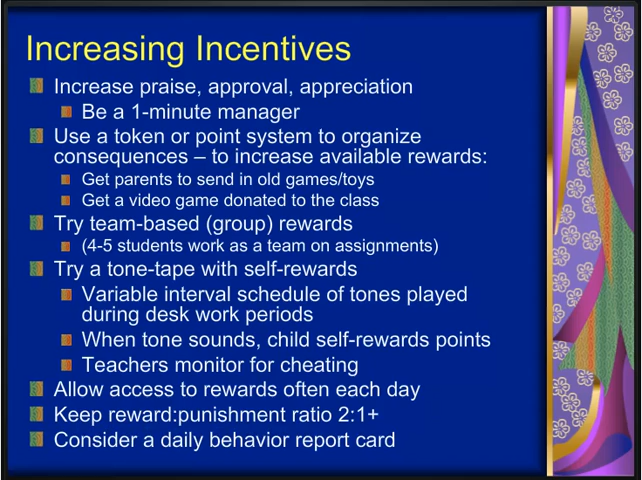 Increasing Incentives
Increase praise, approval, appreciation
Be a 1-minute manager
Use a token or point system to organize
consequences – to increase available rewards:
Get parents to send in old games/toys
Get a video game donated to the class
Try team-based (group) rewards
(4-5 students work as a team on assignments)
Try a tone-tape with self-rewards
Variable interval schedule of tones played
during desk work periods
When tone sounds, child self-rewards points
Teachers monitor for cheating
Allow access to rewards often each day
Keep reward:punishment ratio 2:1+
Consider a daily behavior report card